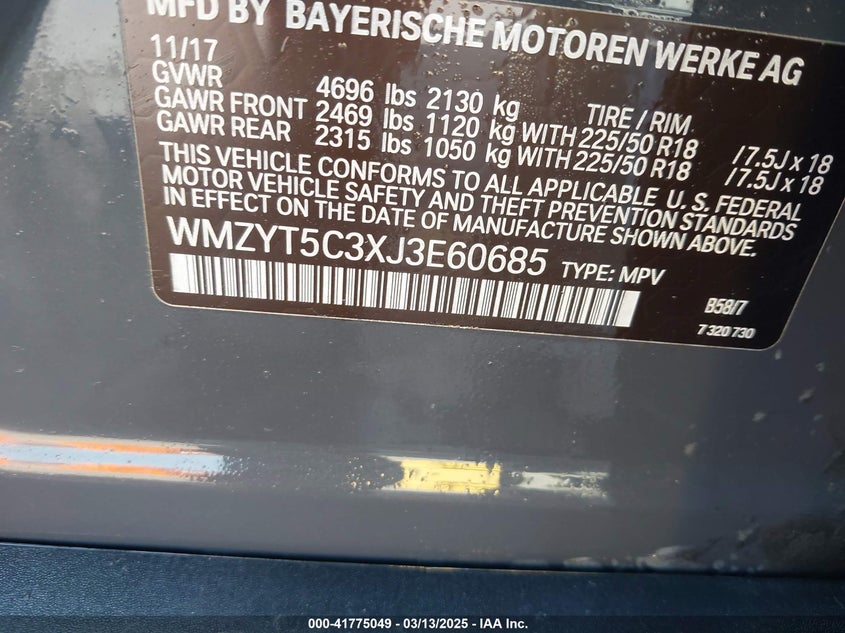 MFD BY BAYERISCHE MOTOREN WERKE AG
11/17
GVWR 4696 lbs 2130 kg TIRE / RIM
GAWR FRONT 2469 lbs 1120 kg WITH 225/50 R18 / 7.5J x 18
GAWR REAR 2315 lbs 1050 kg WITH 225/50 R18 / 7.5J x 18
THIS VEHICLE CONFORMS TO ALL APPLICABLE U. S. FEDERAL
MOTOR VEHICLE SAFETY AND THEFT PREVENTION STANDARDS
IN EFFECT ON THE DATE OF MANUFACTURE SHOWN ABOVE.
WMZYT5C3XJ3E60685 TYPE: MPV
B58/7
7 320 730
000-41775049 - 03/13/2025 - IAA Inc.